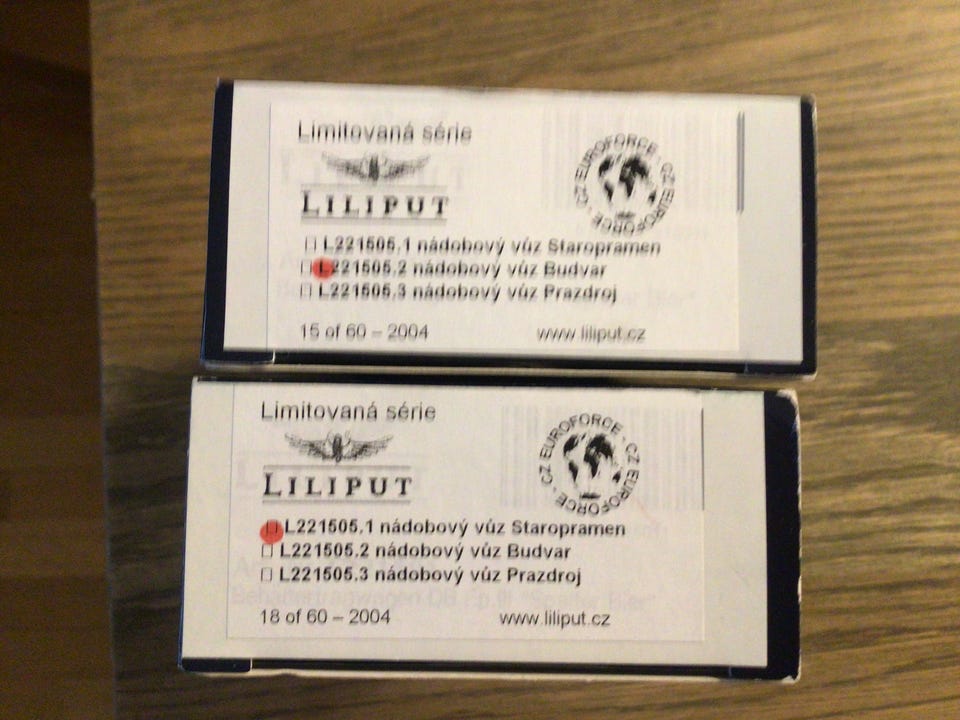 Limitovaná série
CZ EUROFORCE - CZ EUROFORCE -
LILIPUT
□ L221505.1 nádobový vůz Staropramen
□ L221505.2 nádobový vůz Budvar
□ L221505.3 nádobový vůz Prazdroj
15 of 60 – 2004 www.liliput.cz
Limitovaná série
CZ EUROFORCE - CZ EUROFORCE -
LILIPUT
□ L221505.1 nádobový vůz Staropramen
□ L221505.2 nádobový vůz Budvar
□ L221505.3 nádobový vůz Prazdroj
18 of 60 – 2004 www.liliput.cz